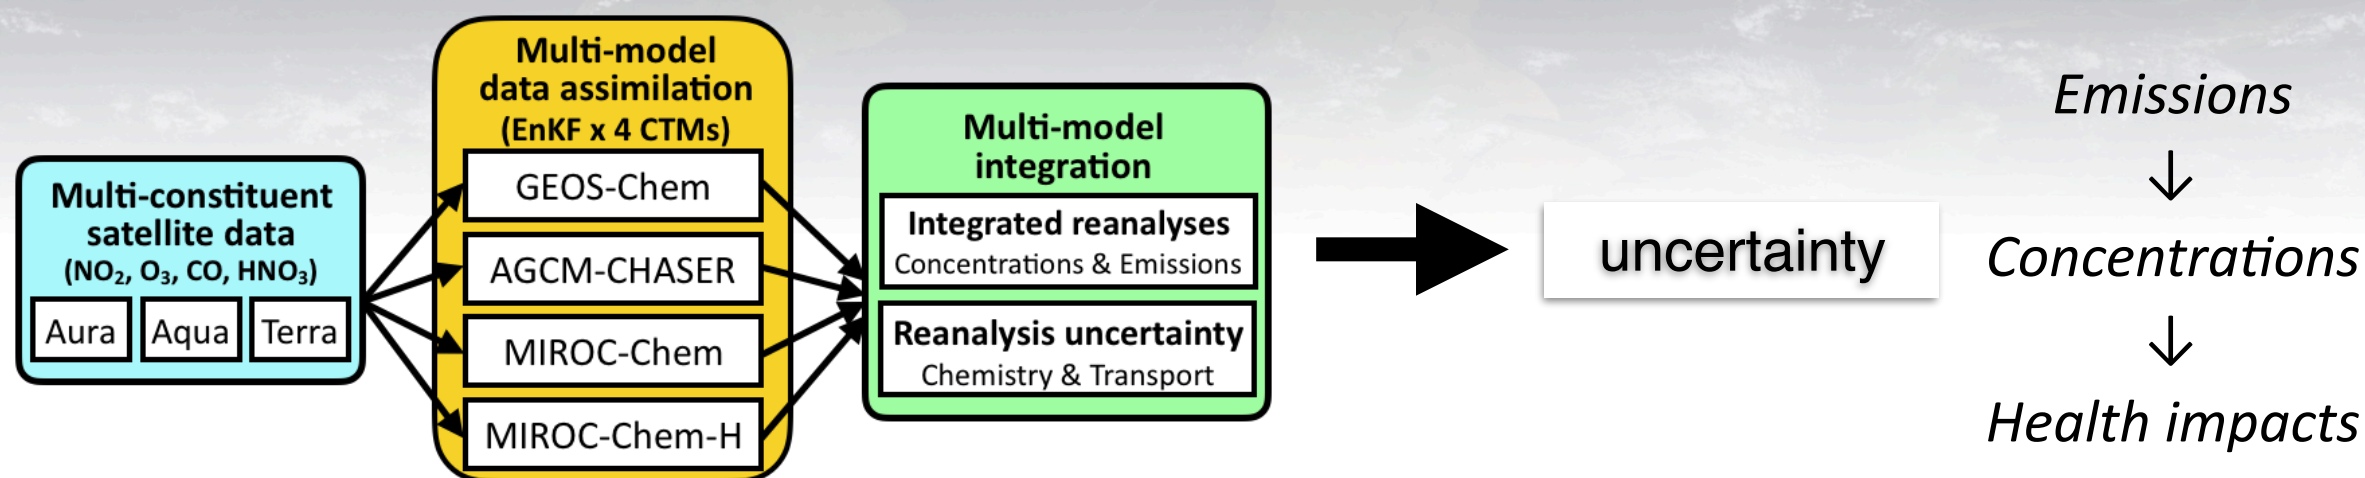 Multi-constituent
satellite data
(NO₂, O₃, CO, HNO₃)
Aura Aqua Terra
Multi-model
data assimilation
(EnKF x 4 CTMs)
GEOS-Chem
AGCM-CHASER
MIROC-Chem
MIROC-Chem-H
Multi-model
integration
Integrated reanalyses
Concentrations & Emissions
Reanalysis uncertainty
Chemistry & Transport
uncertainty
Emissions
↓
Concentrations
↓
Health impacts